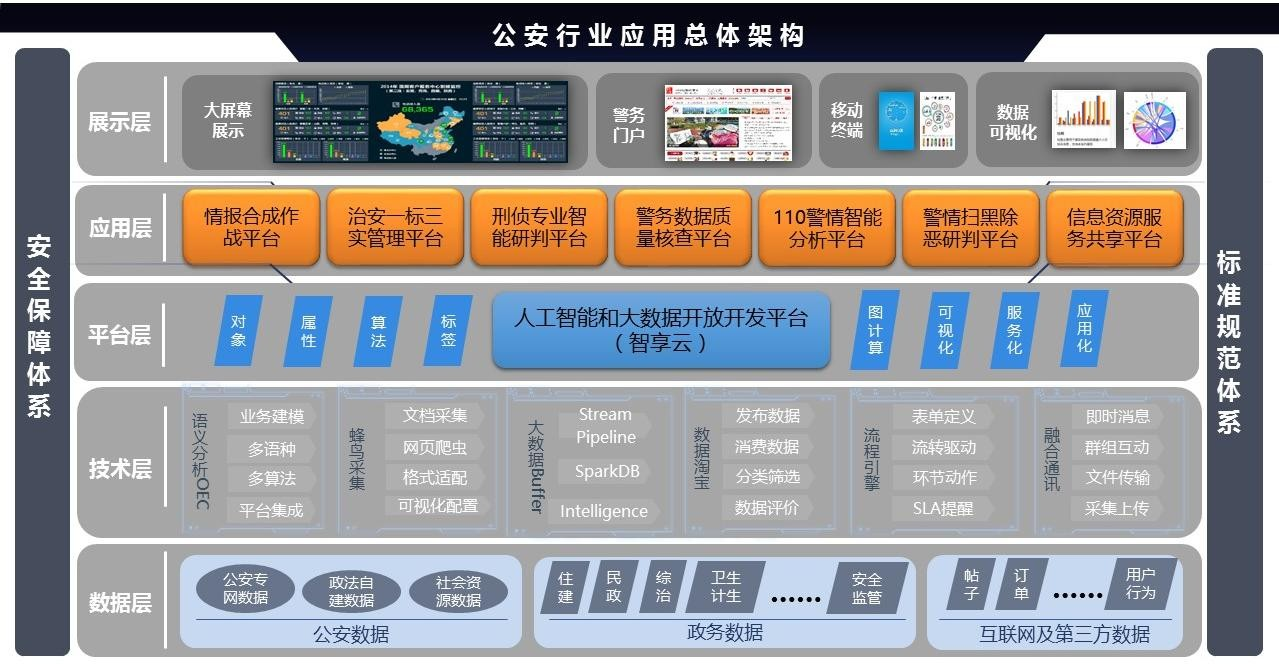 公安行业应用总体架构
安全保障体系
标准规范体系
展示层
大屏幕
展示
68,365
警务
门户
移动
终端
数据
可视化
应用层
情报合成作
战平台
治安一标三
实管理平台
刑侦专业智
能研判平台
警务数据质
量核查平台
110警情智能
分析平台
警情扫黑除
恶研判平台
信息资源服
务共享平台
平台层
对象
属性
算法
标签
人工智能和大数据开放开发平台
（智享云）
图计算
可视化
服务化
应用化
技术层
语义分析OEC
业务建模
多语种
多算法
平台集成
蜂鸟采集
文档采集
网页爬虫
格式适配
可视化配置
大数据Buffer
Stream
Pipeline
SparkDB
Intelligence
数据淘宝
发布数据
消费数据
分类筛选
数据评价
流程引擎
表单定义
流转驱动
环节动作
SLA提醒
融合通讯
即时消息
群组互动
文件传输
采集上传
数据层
公安专
网数据
政法自
建数据
社会资
源数据
公安数据
住建
民政
综治
卫生
计生
......
安全
监管
政务数据
帖子
订单
......
用户
行为
互联网及第三方数据